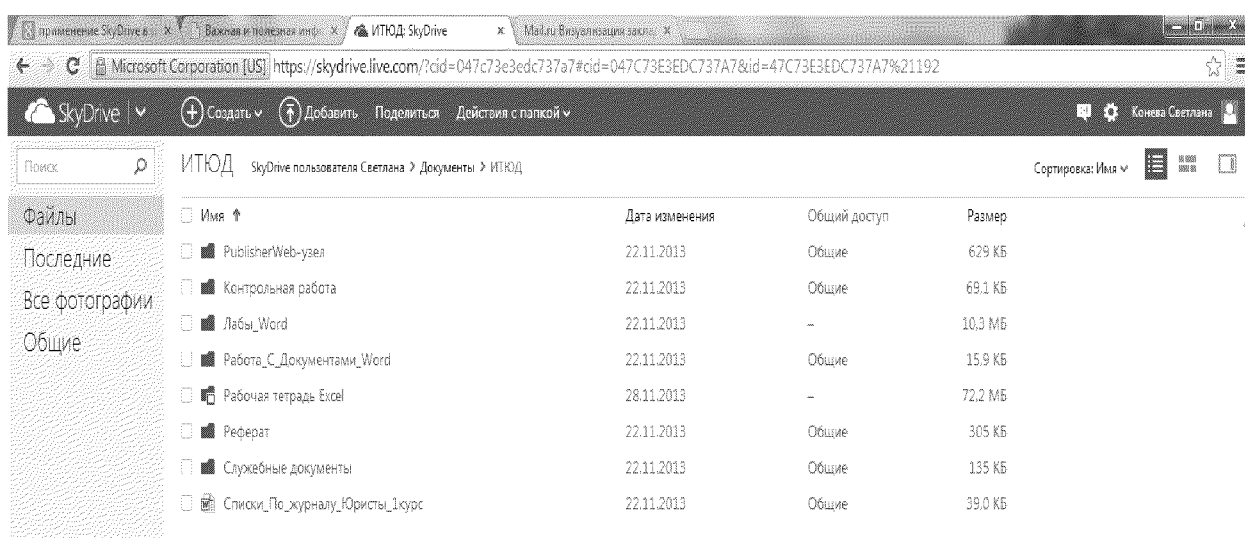 применение SkyDrive в Важная и полезная инфо ИТЮД: SkyDrive Mail.ru Визуализация заклад
Microsoft Corporation [US] https://skydrive.live.com/?cid=047c73e3edc737a7#cid=047C73E3EDC737A7&id=47C73E3EDC737A7%21192
SkyDrive Создать Добавить Поделиться Действия с папкой Конева Светлана
Поиск ИТЮД SkyDrive пользователя Светлана > Документы > ИТЮД Сортировка: Имя
Файлы
Последние
Все фотографии
Общие
Имя Дата изменения Общий доступ Размер
PublisherWeb-узел 22.11.2013 Общие 629 КБ
Контрольная работа 22.11.2013 Общие 69,1 КБ
Лабы_Word 22.11.2013 – 10,3 МБ
Работа_С_Документами_Word 22.11.2013 Общие 15,9 КБ
Рабочая тетрадь Excel 28.11.2013 – 72,2 МБ
Реферат 22.11.2013 Общие 305 КБ
Служебные документы 22.11.2013 Общие 135 КБ
Списки_По_журналу_Юристы_1курс 22.11.2013 Общие 39,0 КБ